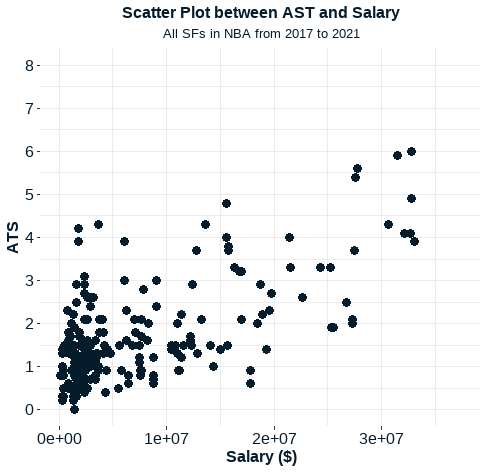 Scatter Plot between AST and Salary
All SFs in NBA from 2017 to 2021
8
7
6
5
4
3
2
1
0
ATS
0e+00 1e+07 2e+07 3e+07
Salary ($)